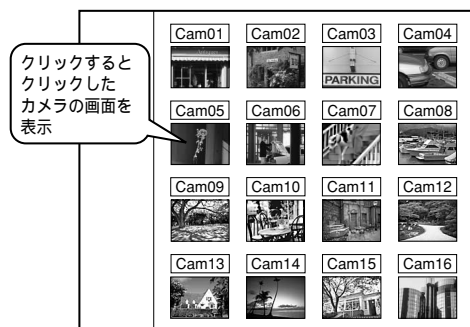 クリックすると
クリックした
カメラの画面を
表示
Cam01 Cam02 Cam03 Cam04
PARKING
Cam05 Cam06 Cam07 Cam08
Cam09 Cam10 Cam11 Cam12
Cam13 Cam14 Cam15 Cam16